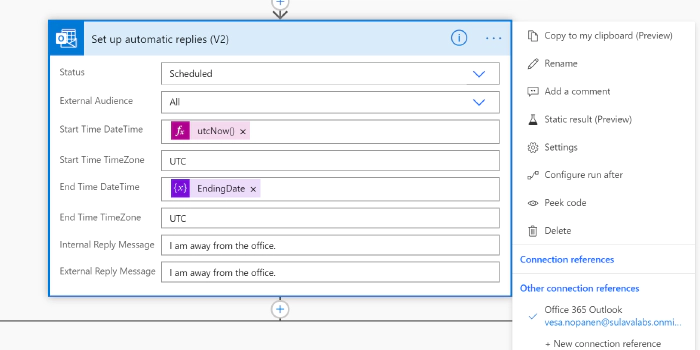 Set up automatic replies (V2)
Status
Scheduled
External Audience
All
Start Time DateTime
fx utcNow() ×
Start Time TimeZone
UTC
End Time DateTime
{x} EndingDate ×
End Time TimeZone
UTC
Internal Reply Message
I am away from the office.
External Reply Message
I am away from the office.
Copy to my clipboard (Preview)
Rename
Add a comment
Static result (Preview)
Settings
Configure run after
Peek code
Delete
Connection references
Other connection references
Office 365 Outlook
vesa.nopanen@sulavalabs.onmi...
+ New connection reference